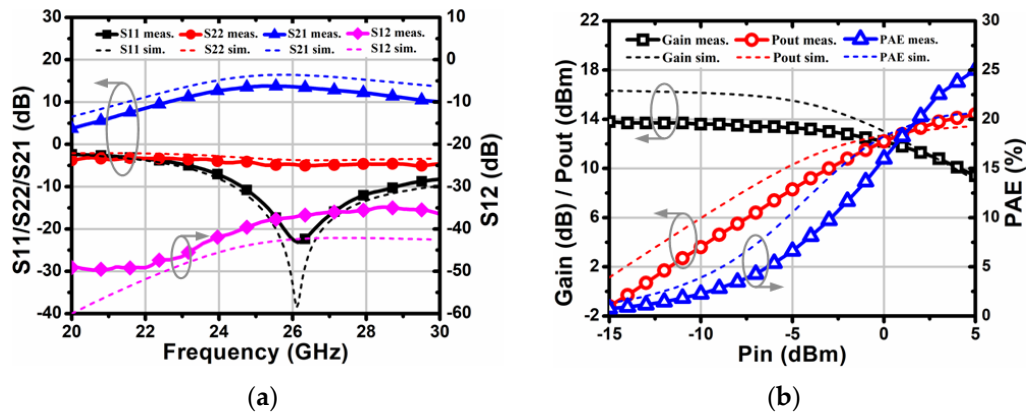 S11 meas. S22 meas. S21 meas. S12 meas.
S11 sim. S22 sim. S21 sim. S12 sim.
S11/S22/S21 (dB)
30
20
10
0
-10
-20
-30
-40
S12 (dB)
10
0
-10
-20
-30
-40
-50
-60
20 22 24 26 28 30
Frequency (GHz)
(a)
Gain meas. Pout meas. PAE meas.
Gain sim. Pout sim. PAE sim.
Gain (dB) / Pout (dBm)
22
18
14
10
6
2
-2
PAE (%)
30
25
20
15
10
5
0
-15 -10 -5 0 5
Pin (dBm)
(b)